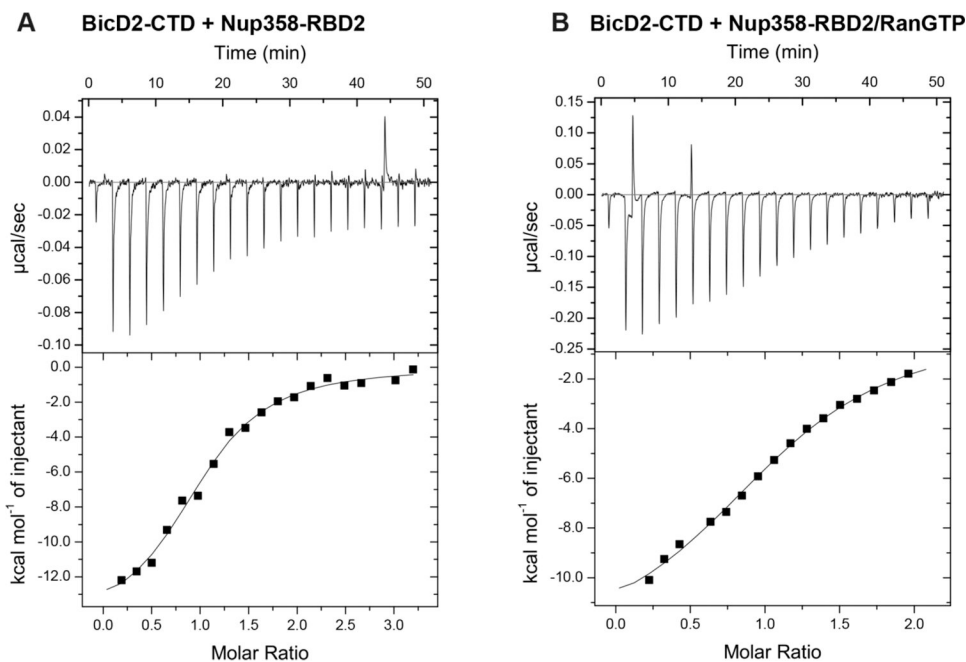 A BicD2-CTD + Nup358-RBD2
Time (min)
0 10 20 30 40 50
0.04
0.02
0.00
-0.02
-0.04
-0.06
-0.08
-0.10
µcal/sec
0.0
-2.0
-4.0
-6.0
-8.0
-10.0
-12.0
kcal mol⁻¹ of injectant
0.0 0.5 1.0 1.5 2.0 2.5 3.0
Molar Ratio
B BicD2-CTD + Nup358-RBD2/RanGTP
Time (min)
0 10 20 30 40 50
0.15
0.10
0.05
0.00
-0.05
-0.10
-0.15
-0.20
-0.25
µcal/sec
-2.0
-4.0
-6.0
-8.0
-10.0
kcal mol⁻¹ of injectant
0.0 0.5 1.0 1.5 2.0
Molar Ratio